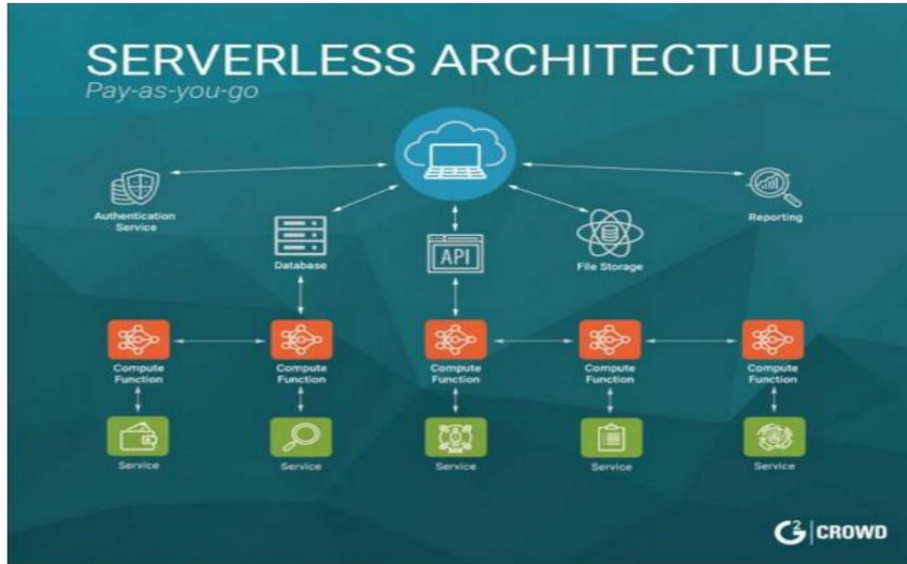 SERVERLESS ARCHITECTURE
Pay-as-you-go
Authentication
Service
Database
API
File Storage
Reporting
Compute
Function
Compute
Function
Compute
Function
Compute
Function
Compute
Function
Service
Service
Service
Service
Service
G2 | CROWD